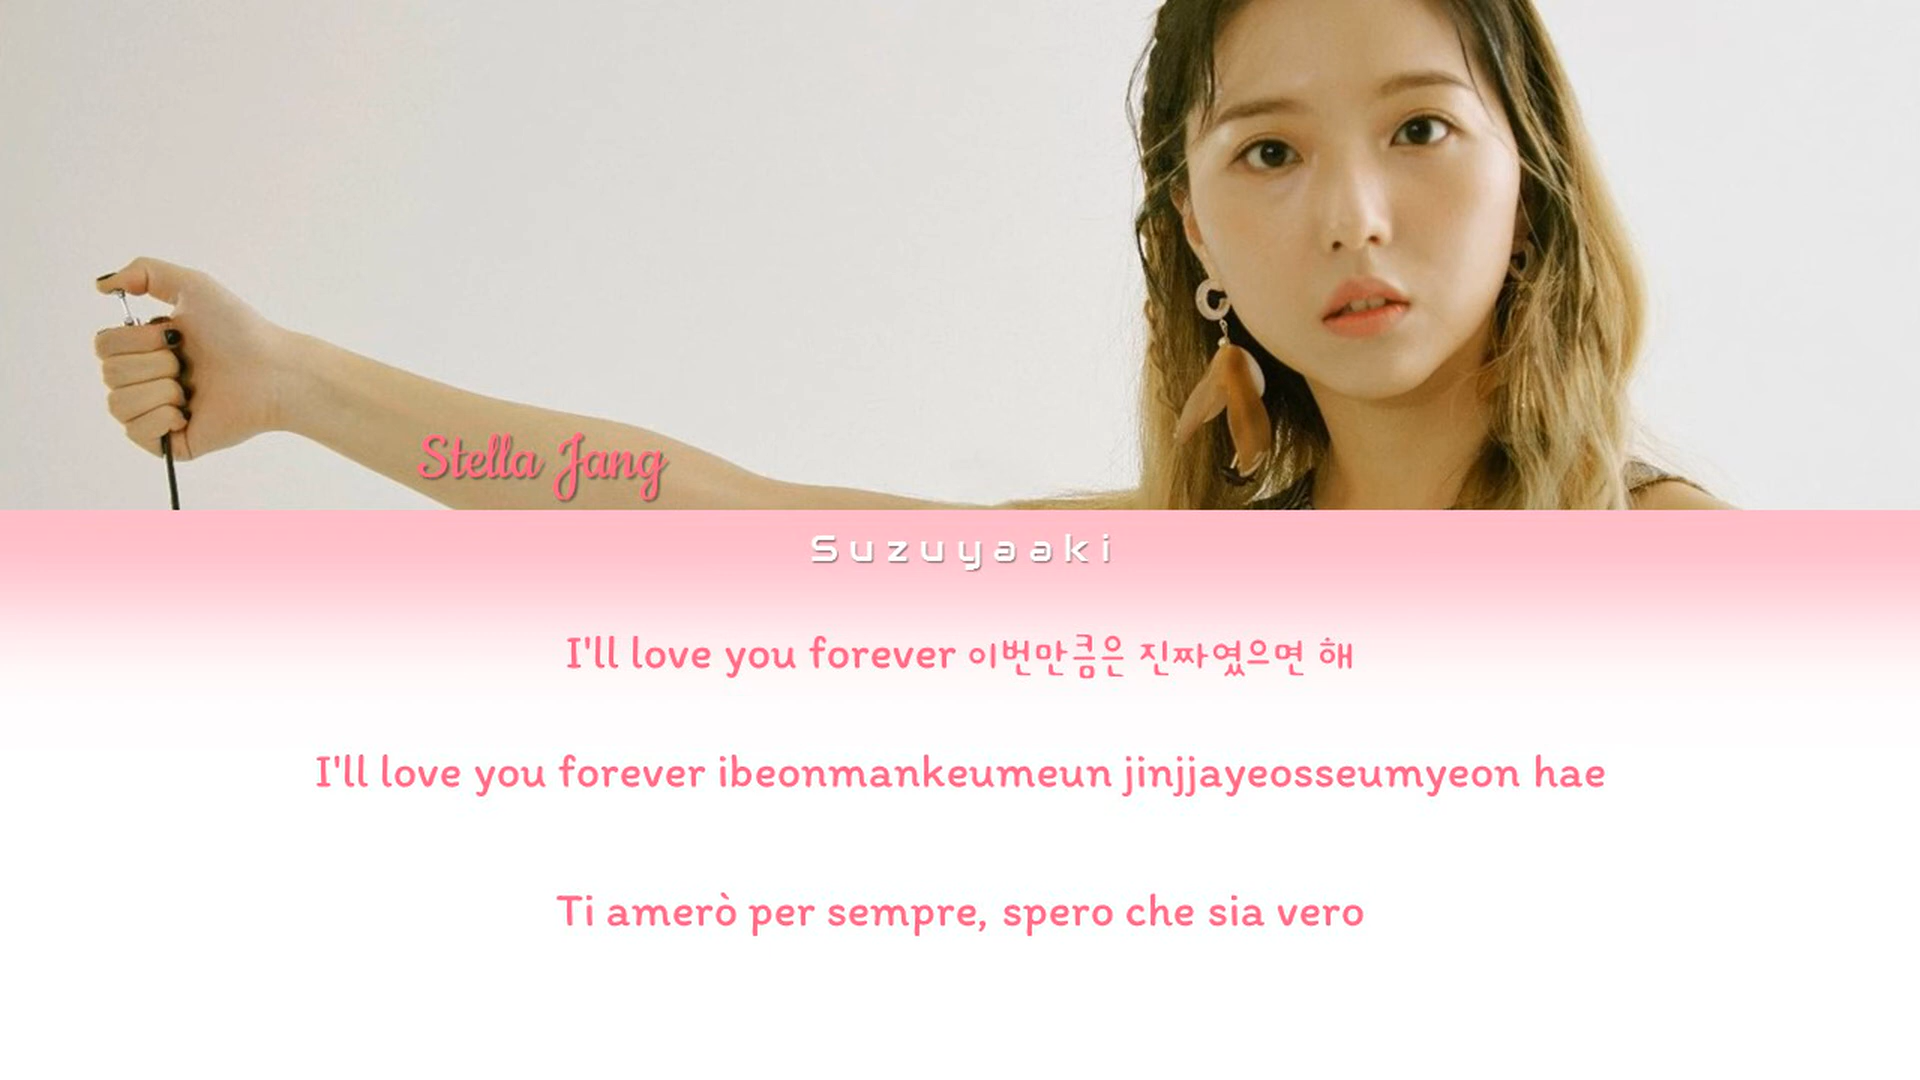 Stella Jang
Suzuyaaki
I'll love you forever 이번만큼은 진짜였으면 해
I'll love you forever ibeonmankeumeun jinjjayeosseumyeon hae
Ti amerò per sempre, spero che sia vero